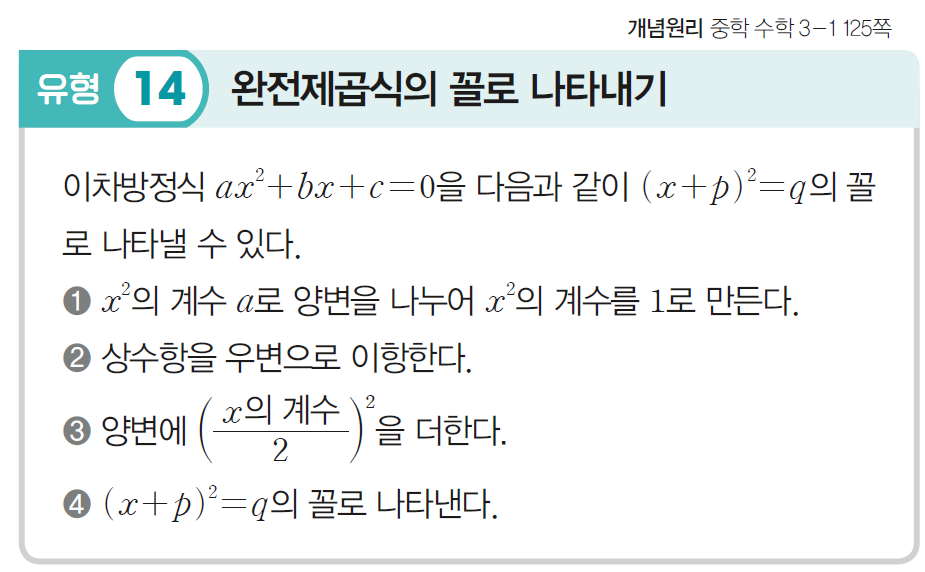 개념원리 중학 수학 3-1 125쪽
유형 14 완전제곱식의 꼴로 나타내기
이차방정식 ax²+bx+c=0을 다음과 같이 (x+p)²=q의 꼴
로 나타낼 수 있다.
❶ x²의 계수 a로 양변을 나누어 x²의 계수를 1로 만든다.
❷ 상수항을 우변으로 이항한다.
❸ 양변에 (x의 계수/2)²을 더한다.
❹ (x+p)²=q의 꼴로 나타낸다.